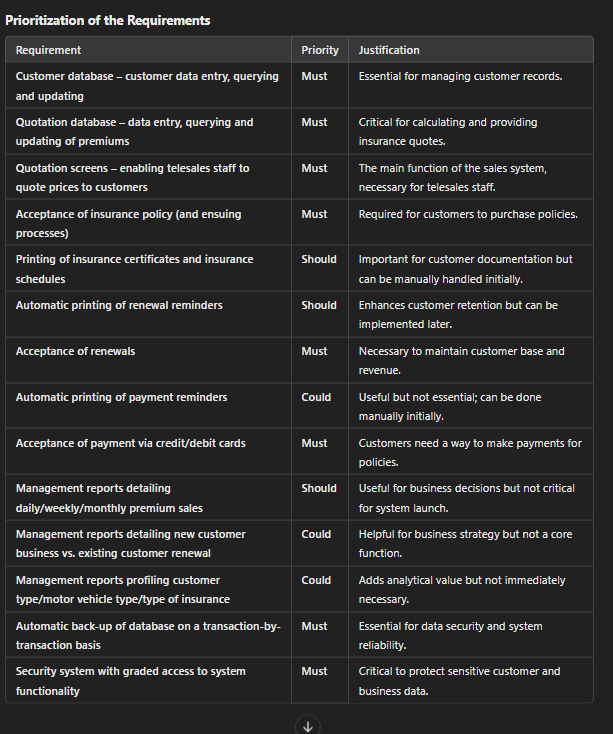 Prioritization of the Requirements
Requirement Priority Justification
Customer database – customer data entry, querying Must Essential for managing customer records.
and updating
Quotation database – data entry, querying and Must Critical for calculating and providing
updating of premiums insurance quotes.
Quotation screens – enabling telesales staff to Must The main function of the sales system,
quote prices to customers necessary for telesales staff.
Acceptance of insurance policy (and ensuing Must Required for customers to purchase policies.
processes)
Printing of insurance certificates and insurance Should Important for customer documentation but
schedules can be manually handled initially.
Automatic printing of renewal reminders Should Enhances customer retention but can be
implemented later.
Acceptance of renewals Must Necessary to maintain customer base and
revenue.
Automatic printing of payment reminders Could Useful but not essential; can be done
manually initially.
Acceptance of payment via credit/debit cards Must Customers need a way to make payments for
policies.
Management reports detailing Should Useful for business decisions but not critical
daily/weekly/monthly premium sales for system launch.
Management reports detailing new customer Could Helpful for business strategy but not a core
business vs. existing customer renewal function.
Management reports profiling customer Could Adds analytical value but not immediately
type/motor vehicle type/type of insurance necessary.
Automatic back-up of database on a transaction-by- Must Essential for data security and system
transaction basis reliability.
Security system with graded access to system Must Critical to protect sensitive customer and
functionality business data.